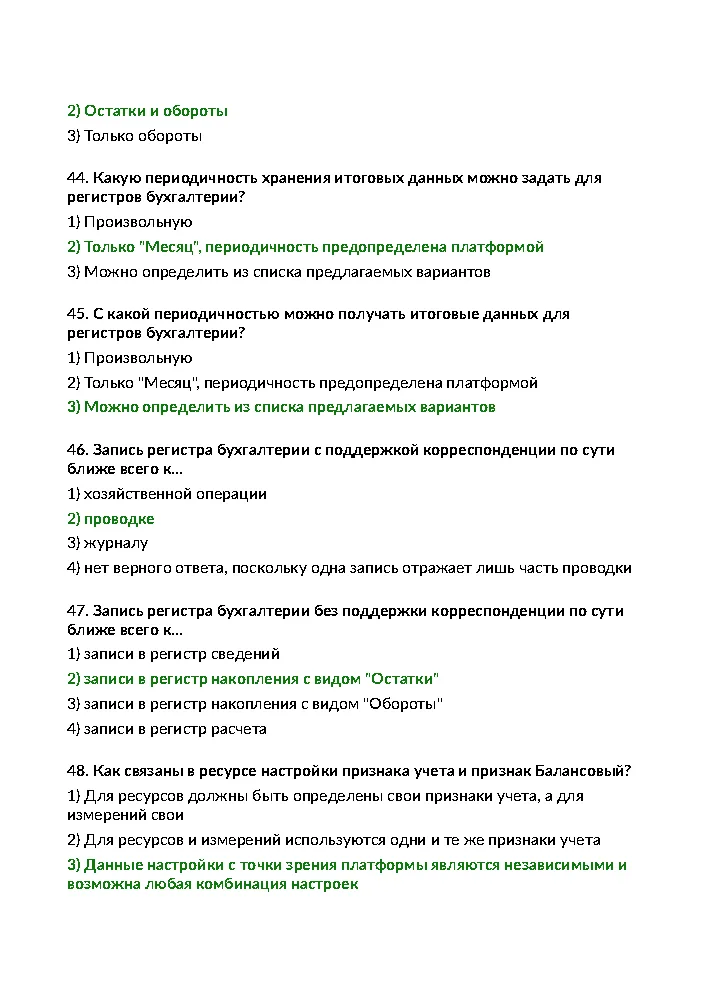 2) Остатки и обороты
3) Только обороты
44. Какую периодичность хранения итоговых данных можно задать для
регистров бухгалтерии?
1) Произвольную
2) Только "Месяц", периодичность предопределена платформой
3) Можно определить из списка предлагаемых вариантов
45. С какой периодичностью можно получать итоговые данных для
регистров бухгалтерии?
1) Произвольную
2) Только "Месяц", периодичность предопределена платформой
3) Можно определить из списка предлагаемых вариантов
46. Запись регистра бухгалтерии с поддержкой корреспонденции по сути
ближе всего к...
1) хозяйственной операции
2) проводке
3) журналу
4) нет верного ответа, поскольку одна запись отражает лишь часть проводки
47. Запись регистра бухгалтерии без поддержки корреспонденции по сути
ближе всего к...
1) записи в регистр сведений
2) записи в регистр накопления с видом "Остатки"
3) записи в регистр накопления с видом "Обороты"
4) записи в регистр расчета
48. Как связаны в ресурсе настройки признака учета и признак Балансовый?
1) Для ресурсов должны быть определены свои признаки учета, а для
измерений свои
2) Для ресурсов и измерений используются одни и те же признаки учета
3) Данные настройки с точки зрения платформы являются независимыми и
возможна любая комбинация настроек